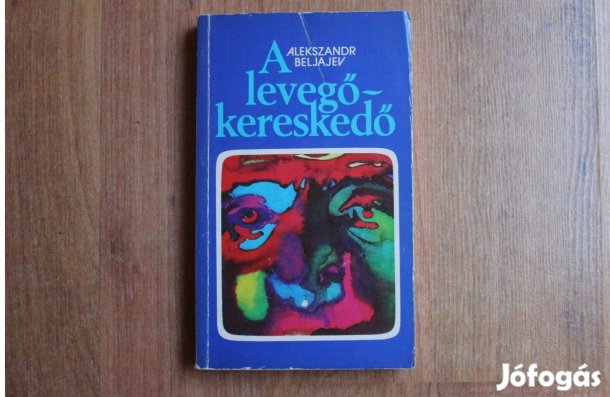 ALEKSZANDR
BELJAJEV
A
levegő-
kereskedő
Jófogás